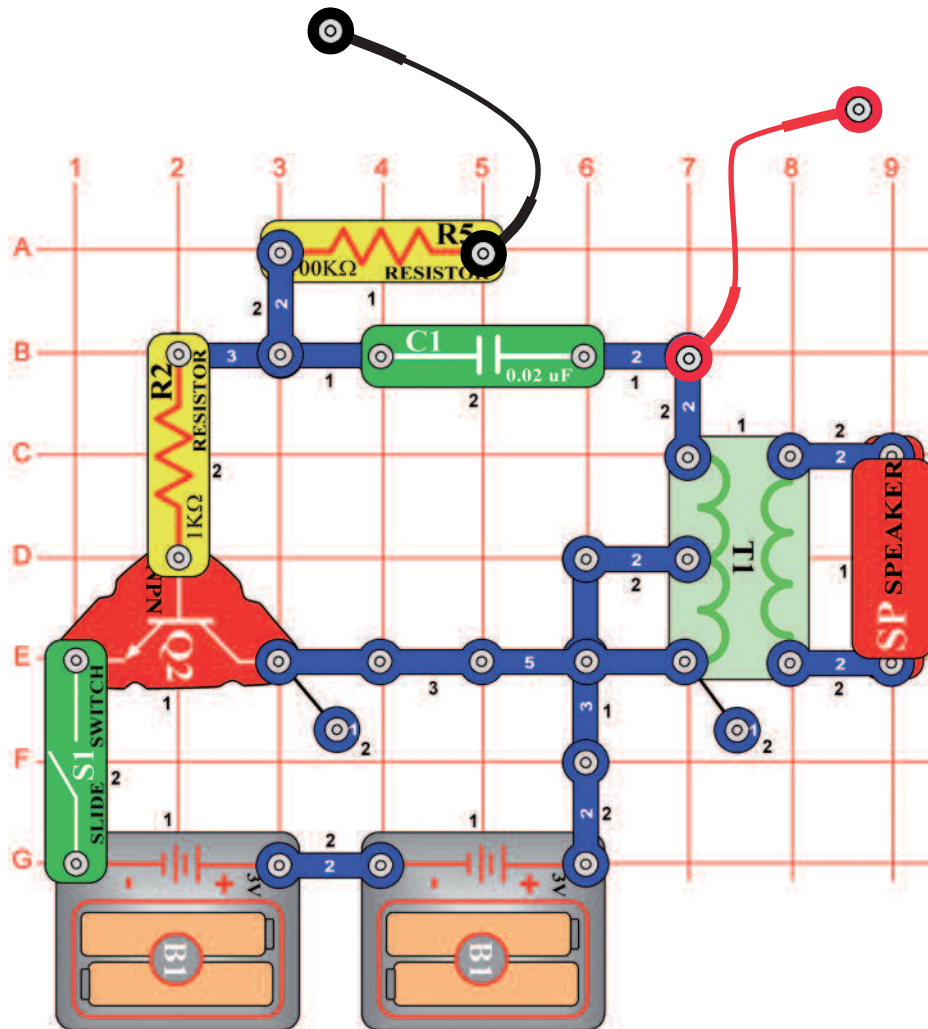 1 2 3 4 5 6 7 8 9
A
R5
00KΩ
RESISTOR
2
2
1
B
3
1
C1
0.02 uF
2
2
1
2
2
1
R2
RESISTOR
1KΩ
2
C
2
2
D
2
2
T1
1
SP SPEAKER
NPN
Q2
1
E
5
3
3
1
2
2
1
2
1
2
S1
SLIDE SWITCH
2
F
2
2
G
1
2
2
1
- +
3V
- +
3V
B1
B1